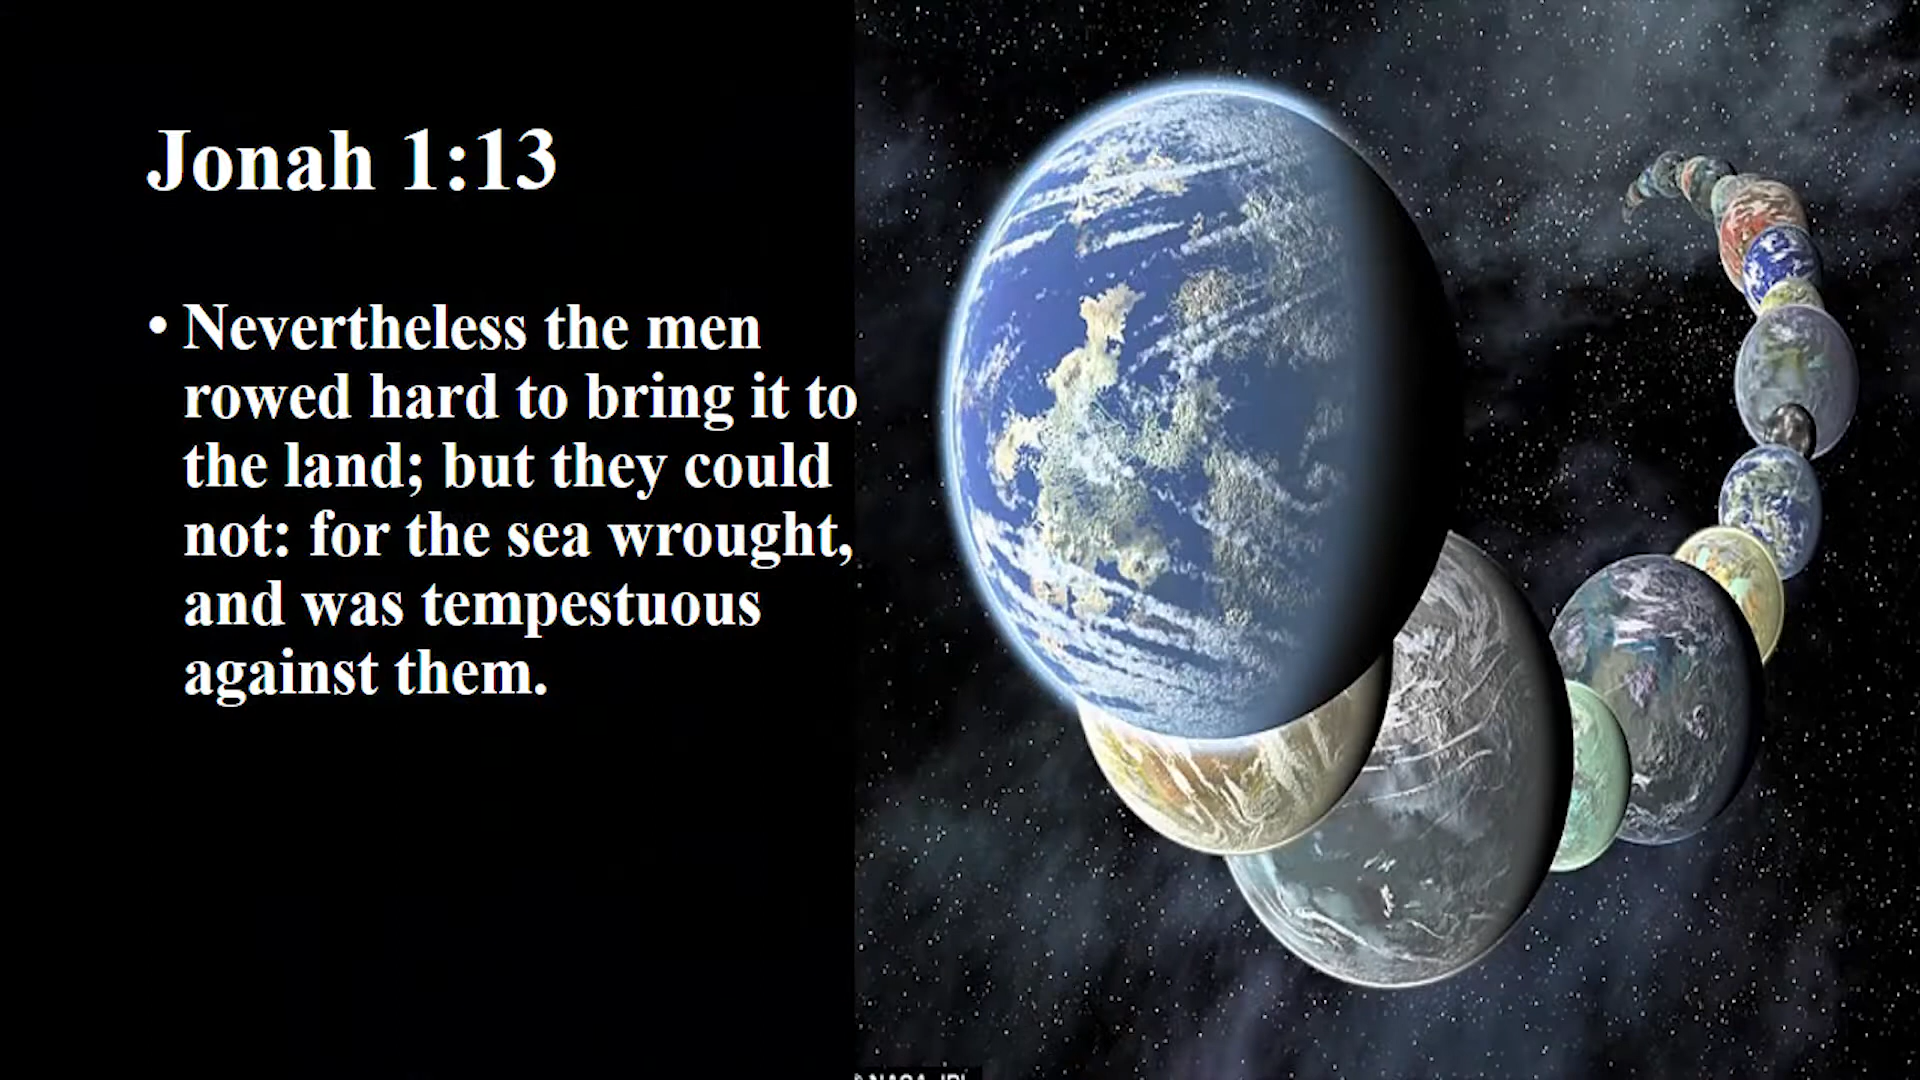 Jonah 1:13
• Nevertheless the men
rowed hard to bring it to
the land; but they could
not: for the sea wrought,
and was tempestuous
against them.